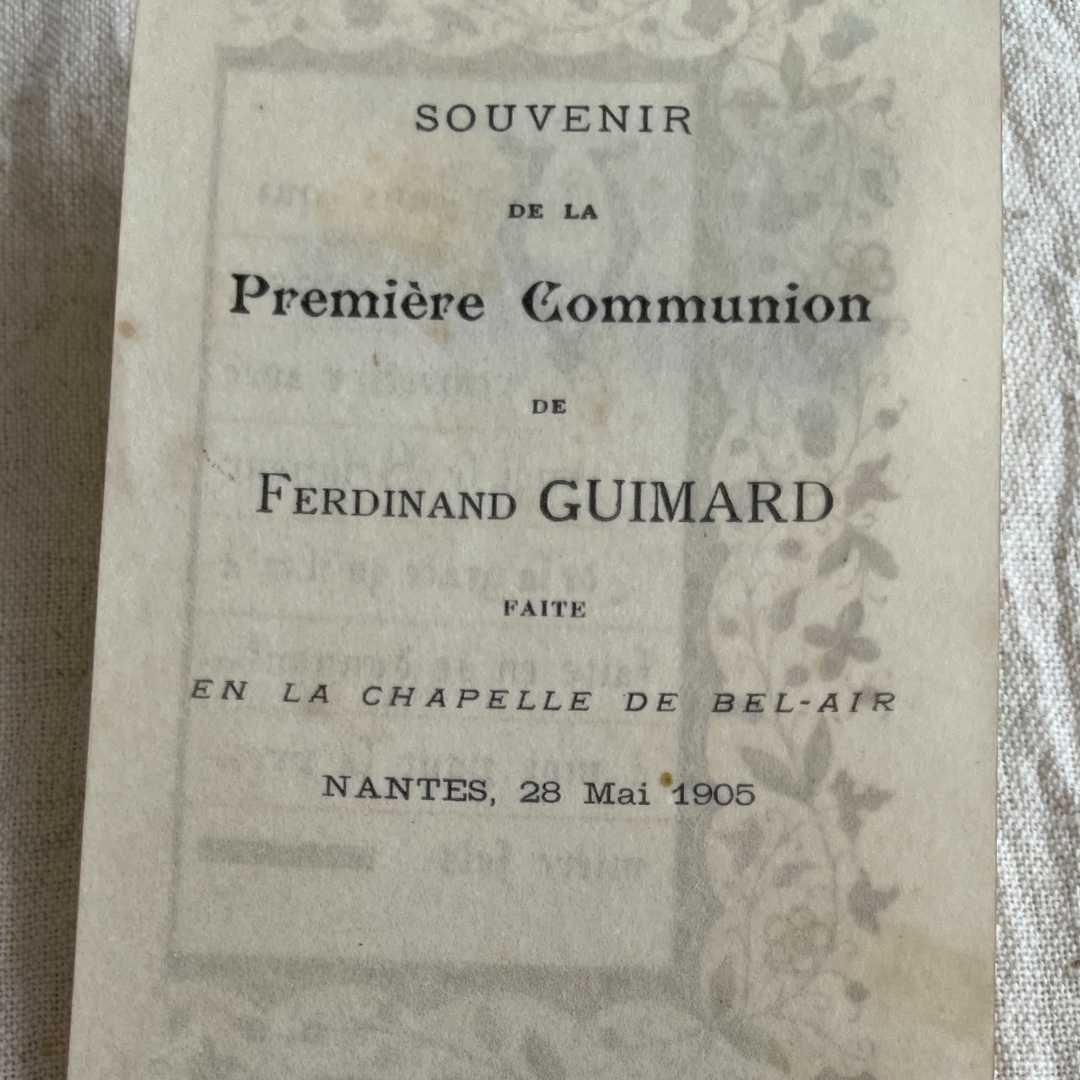 SOUVENIR
DE LA
Première Communion
DE
FERDINAND GUIMARD
FAITE
EN LA CHAPELLE DE BEL-AIR
NANTES, 28 Mai 1905